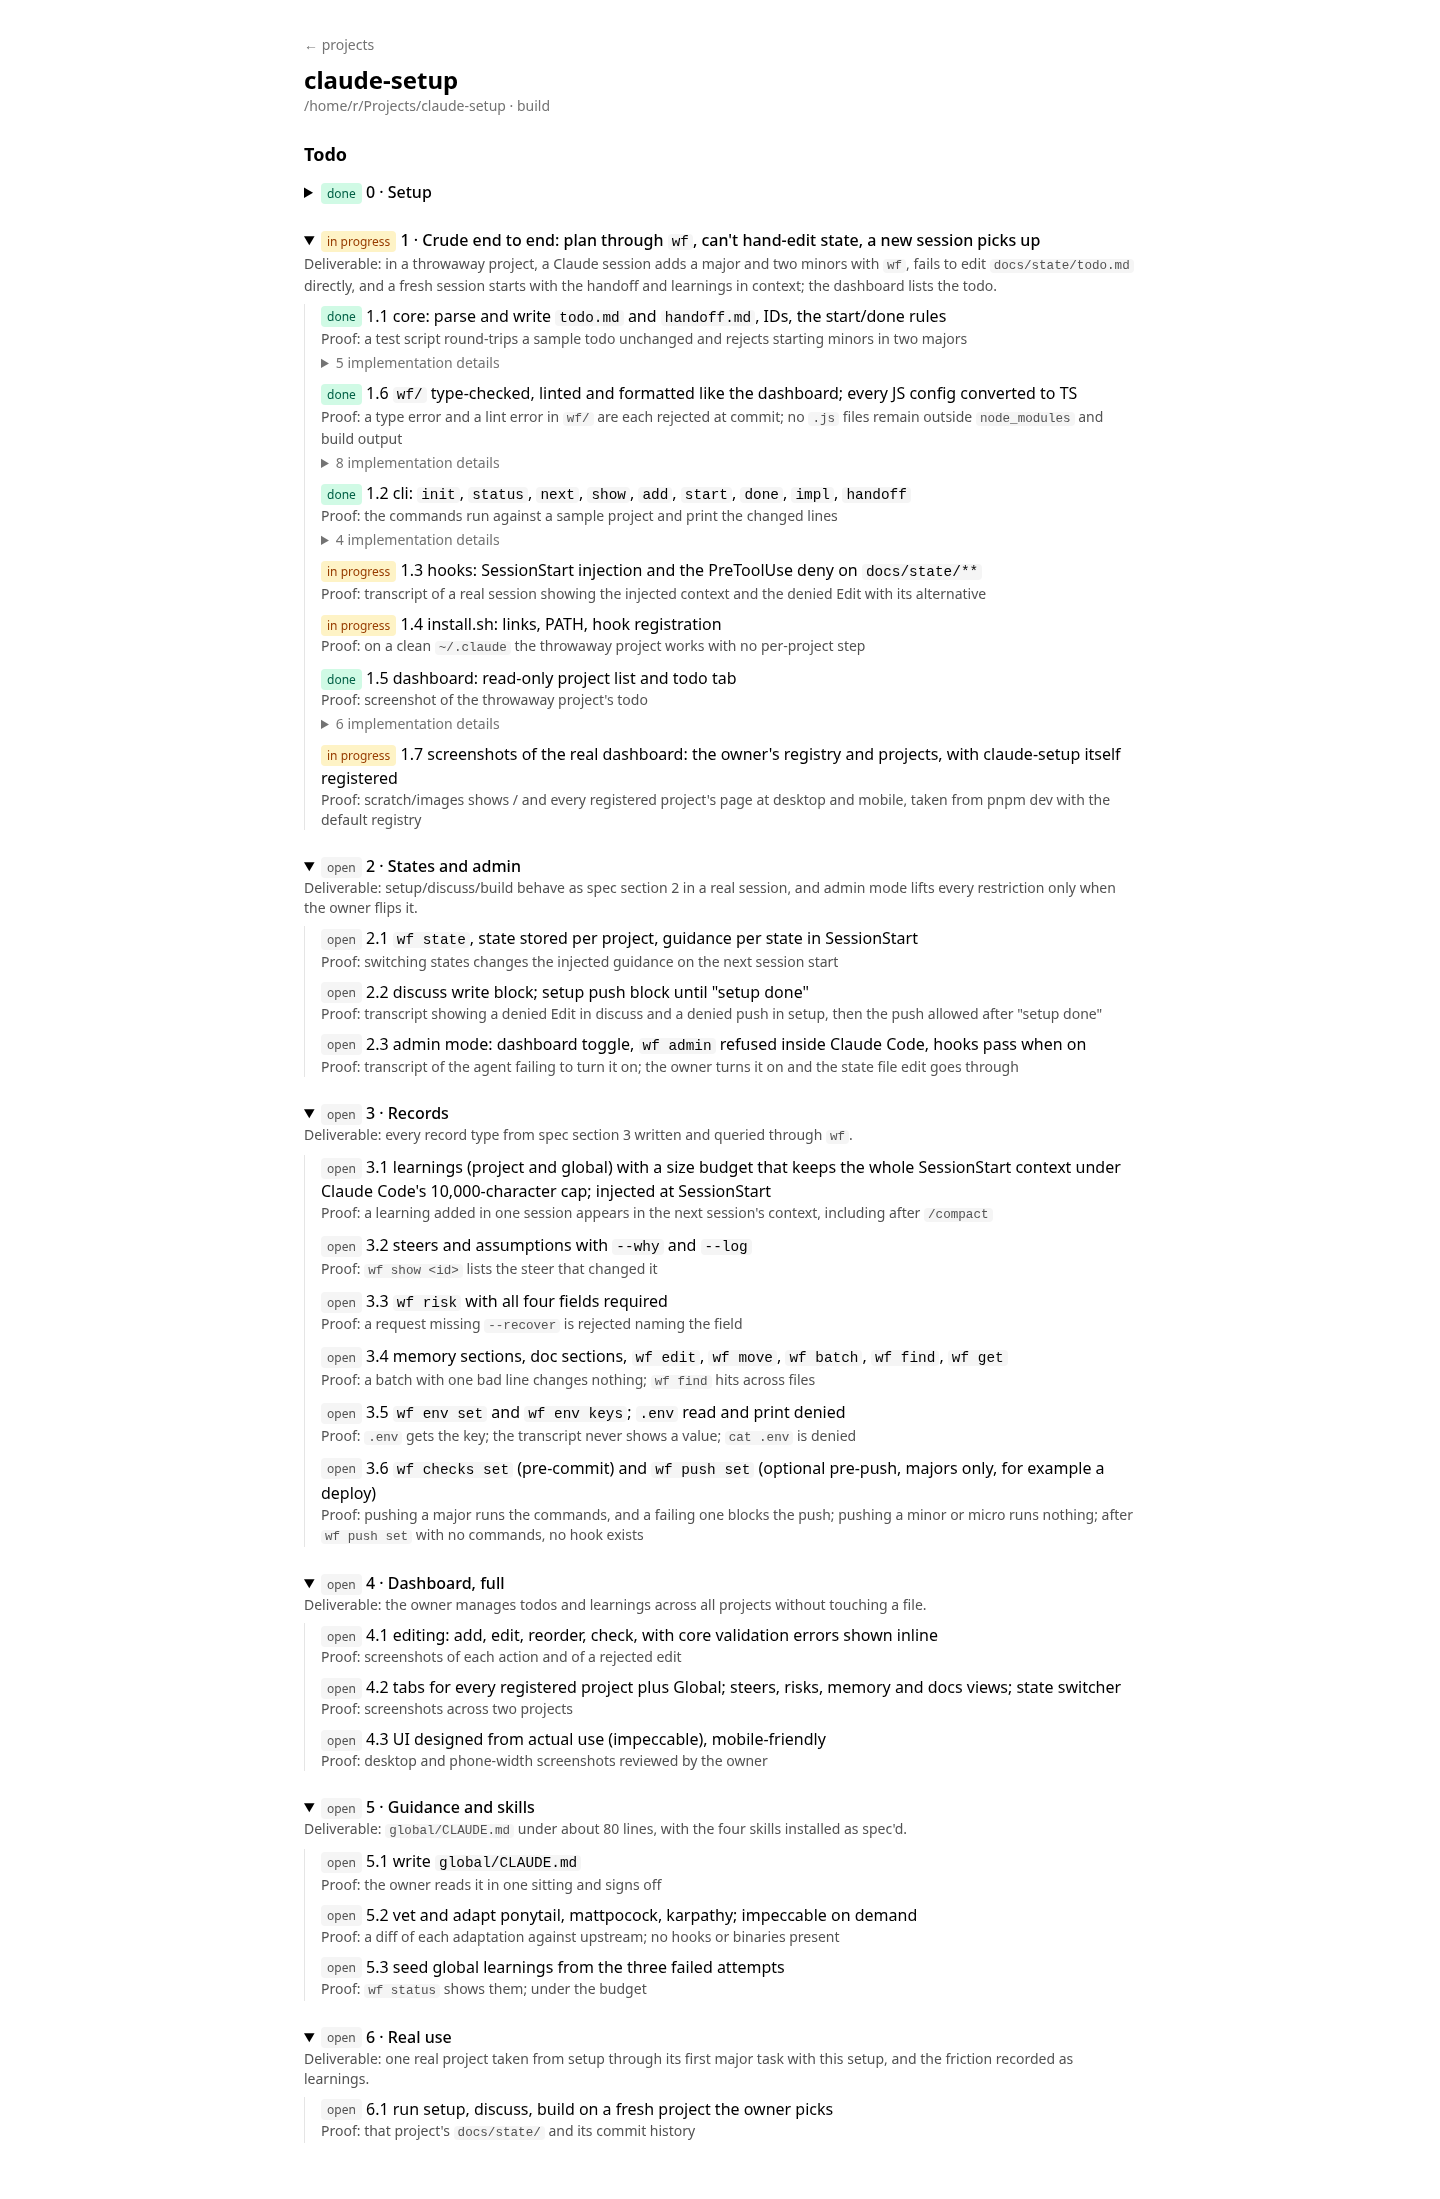 ← projects
claude-setup
/home/r/Projects/claude-setup · build
Todo
done 0 · Setup
in progress 1 · Crude end to end: plan through wf, can't hand-edit state, a new session picks up
Deliverable: in a throwaway project, a Claude session adds a major and two minors with wf, fails to edit docs/state/todo.md
directly, and a fresh session starts with the handoff and learnings in context; the dashboard lists the todo.
done 1.1 core: parse and write todo.md and handoff.md, IDs, the start/done rules
Proof: a test script round-trips a sample todo unchanged and rejects starting minors in two majors
5 implementation details
done 1.6 wf/ type-checked, linted and formatted like the dashboard; every JS config converted to TS
Proof: a type error and a lint error in wf/ are each rejected at commit; no .js files remain outside node_modules and
build output
8 implementation details
done 1.2 cli: init, status, next, show, add, start, done, impl, handoff
Proof: the commands run against a sample project and print the changed lines
4 implementation details
in progress 1.3 hooks: SessionStart injection and the PreToolUse deny on docs/state/**
Proof: transcript of a real session showing the injected context and the denied Edit with its alternative
in progress 1.4 install.sh: links, PATH, hook registration
Proof: on a clean ~/.claude the throwaway project works with no per-project step
done 1.5 dashboard: read-only project list and todo tab
Proof: screenshot of the throwaway project's todo
6 implementation details
in progress 1.7 screenshots of the real dashboard: the owner's registry and projects, with claude-setup itself
registered
Proof: scratch/images shows / and every registered project's page at desktop and mobile, taken from pnpm dev with the
default registry
open 2 · States and admin
Deliverable: setup/discuss/build behave as spec section 2 in a real session, and admin mode lifts every restriction only when
the owner flips it.
open 2.1 wf state, state stored per project, guidance per state in SessionStart
Proof: switching states changes the injected guidance on the next session start
open 2.2 discuss write block; setup push block until "setup done"
Proof: transcript showing a denied Edit in discuss and a denied push in setup, then the push allowed after "setup done"
open 2.3 admin mode: dashboard toggle, wf admin refused inside Claude Code, hooks pass when on
Proof: transcript of the agent failing to turn it on; the owner turns it on and the state file edit goes through
open 3 · Records
Deliverable: every record type from spec section 3 written and queried through wf.
open 3.1 learnings (project and global) with a size budget that keeps the whole SessionStart context under
Claude Code's 10,000-character cap; injected at SessionStart
Proof: a learning added in one session appears in the next session's context, including after /compact
open 3.2 steers and assumptions with --why and --log
Proof: wf show <id> lists the steer that changed it
open 3.3 wf risk with all four fields required
Proof: a request missing --recover is rejected naming the field
open 3.4 memory sections, doc sections, wf edit, wf move, wf batch, wf find, wf get
Proof: a batch with one bad line changes nothing; wf find hits across files
open 3.5 wf env set and wf env keys; .env read and print denied
Proof: .env gets the key; the transcript never shows a value; cat .env is denied
open 3.6 wf checks set (pre-commit) and wf push set (optional pre-push, majors only, for example a
deploy)
Proof: pushing a major runs the commands, and a failing one blocks the push; pushing a minor or micro runs nothing; after
wf push set with no commands, no hook exists
open 4 · Dashboard, full
Deliverable: the owner manages todos and learnings across all projects without touching a file.
open 4.1 editing: add, edit, reorder, check, with core validation errors shown inline
Proof: screenshots of each action and of a rejected edit
open 4.2 tabs for every registered project plus Global; steers, risks, memory and docs views; state switcher
Proof: screenshots across two projects
open 4.3 UI designed from actual use (impeccable), mobile-friendly
Proof: desktop and phone-width screenshots reviewed by the owner
open 5 · Guidance and skills
Deliverable: global/CLAUDE.md under about 80 lines, with the four skills installed as spec'd.
open 5.1 write global/CLAUDE.md
Proof: the owner reads it in one sitting and signs off
open 5.2 vet and adapt ponytail, mattpocock, karpathy; impeccable on demand
Proof: a diff of each adaptation against upstream; no hooks or binaries present
open 5.3 seed global learnings from the three failed attempts
Proof: wf status shows them; under the budget
open 6 · Real use
Deliverable: one real project taken from setup through its first major task with this setup, and the friction recorded as
learnings.
open 6.1 run setup, discuss, build on a fresh project the owner picks
Proof: that project's docs/state/ and its commit history